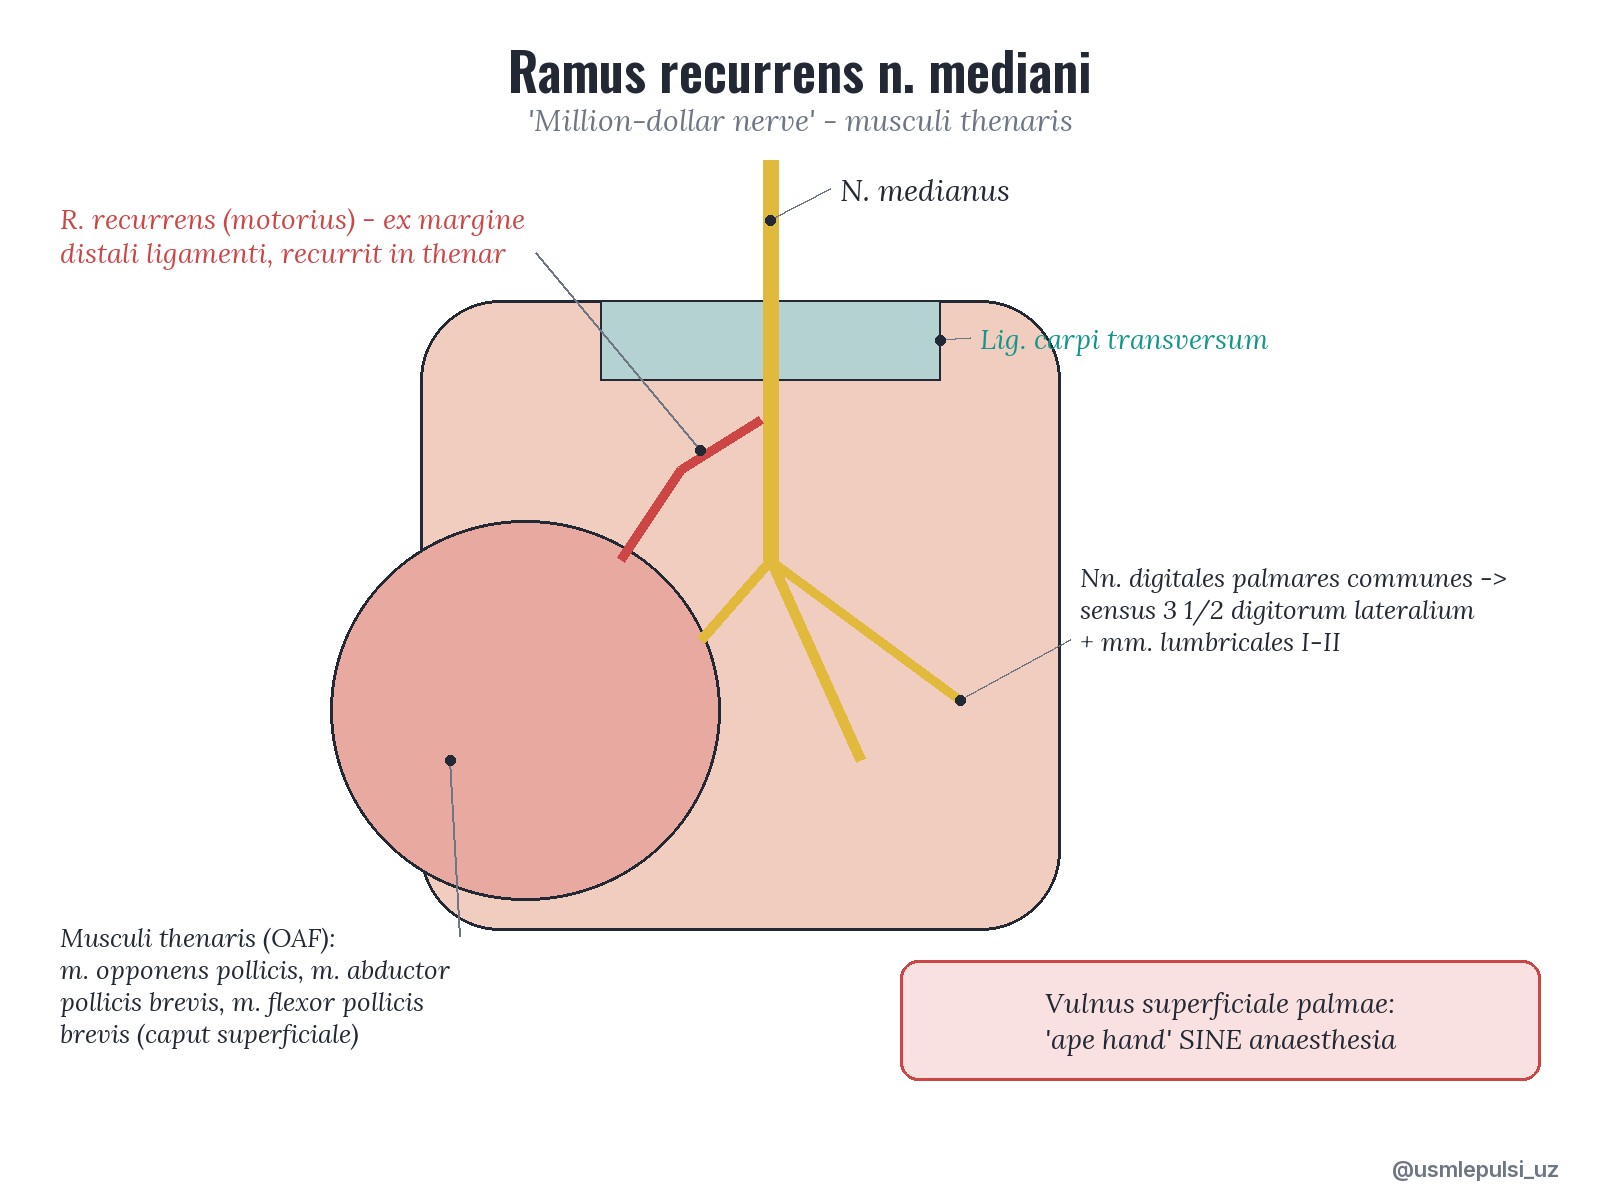 Ramus recurrens n. mediani
'Million-dollar nerve' - musculi thenaris
N. medianus
R. recurrens (motorius) - ex margine
distali ligamenti, recurrit in thenar
Lig. carpi transversum
Nn. digitales palmares communes ->
sensus 3 1/2 digitorum lateralium
+ mm. lumbricales I-II
Musculi thenaris (OAF):
m. opponens pollicis, m. abductor
pollicis brevis, m. flexor pollicis
brevis (caput superficiale)
Vulnus superficiale palmae:
'ape hand' SINE anaesthesia
@usmlepulsi_uz